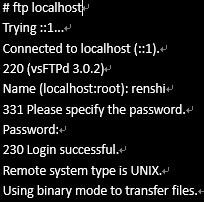 # ftp localhost
Trying ::1...
Connected to localhost (::1).
220 (vsFTPd 3.0.2)
Name (localhost:root): renshi
331 Please specify the password.
Password:
230 Login successful.
Remote system type is UNIX.
Using binary mode to transfer files.